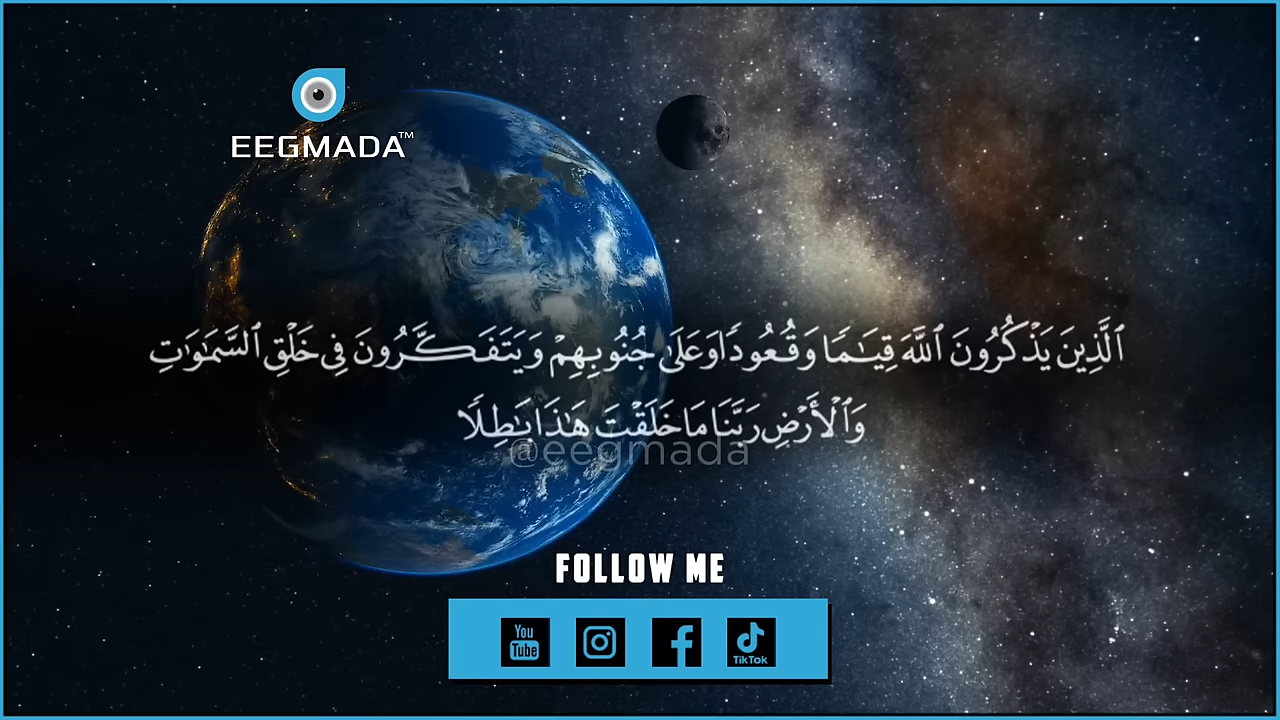 EEGMADA™
ٱلَّذِينَ يَذْكُرُونَ ٱللَّهَ قِيَـٰمًا وَقُعُودًا وَعَلَىٰ جُنُوبِهِمْ وَيَتَفَكَّرُونَ فِى خَلْقِ ٱلسَّمَـٰوَٰتِ
وَٱلْأَرْضِ رَبَّنَا مَا خَلَقْتَ هَـٰذَا بَـٰطِلًا
@eegmada
FOLLOW ME
You
Tube
TikTok